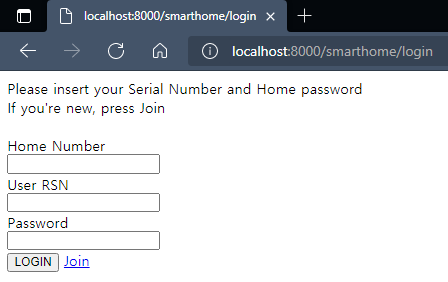 localhost:8000/smarthome/login
localhost:8000/smarthome/login
Please insert your Serial Number and Home password
If you're new, press Join
Home Number
User RSN
Password
LOGIN Join